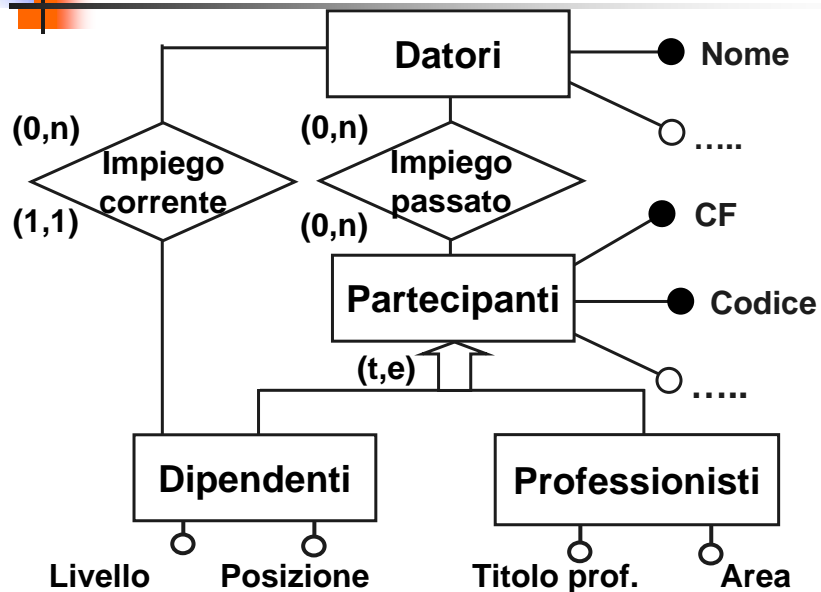 Datori
Nome
…..
(0,n)
(0,n)
Impiego
corrente
Impiego
passato
(1,1)
(0,n)
CF
Partecipanti
Codice
(t,e)
…...
Dipendenti
Professionisti
Livello
Posizione
Titolo prof.
Area